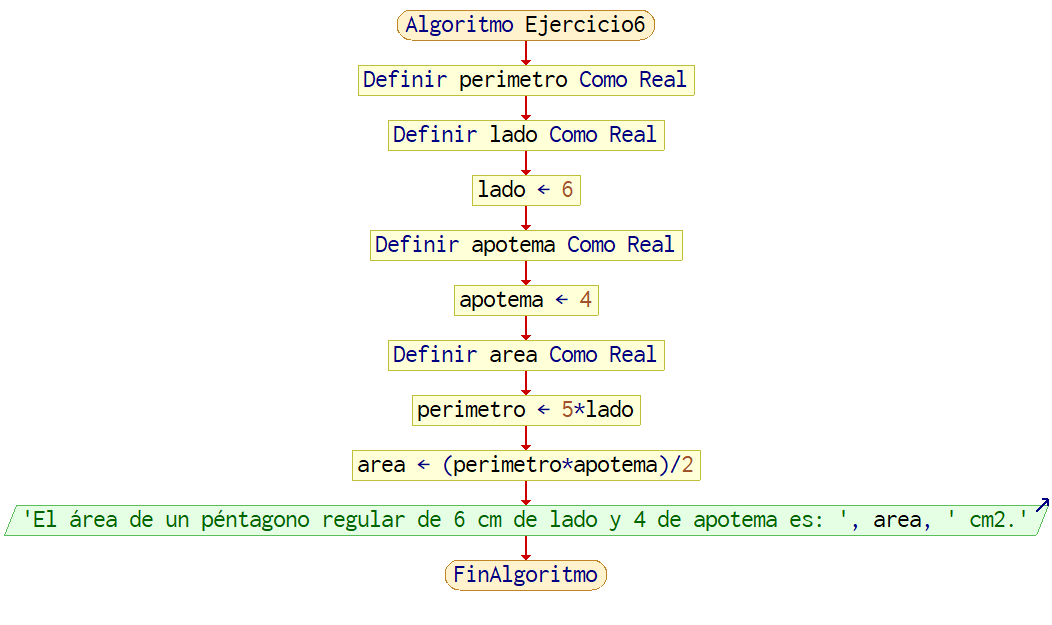 Algoritmo Ejercicio6
Definir perimetro Como Real
Definir lado Como Real
lado ← 6
Definir apotema Como Real
apotema ← 4
Definir area Como Real
perimetro ← 5*lado
area ← (perimetro*apotema)/2
'El área de un péntagono regular de 6 cm de lado y 4 de apotema es: ', area, ' cm2.'
FinAlgoritmo